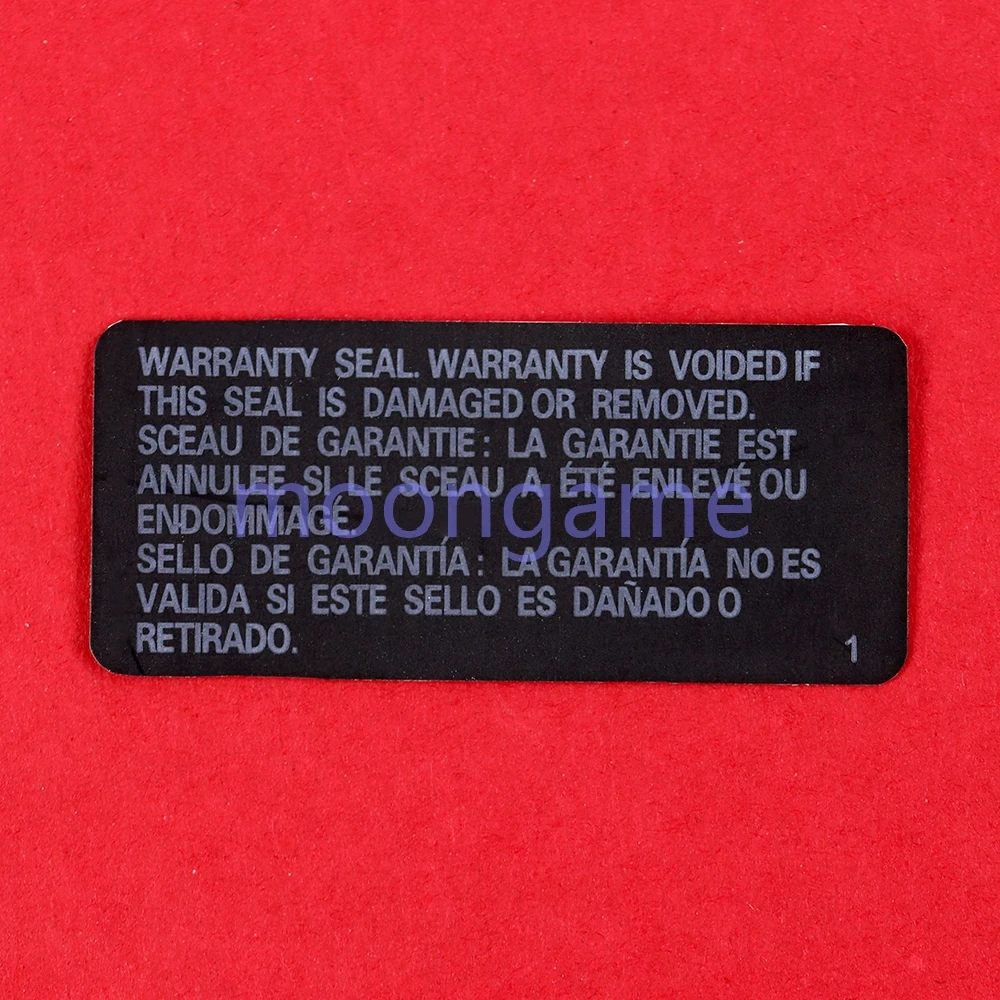 WARRANTY SEAL. WARRANTY IS VOIDED IF
THIS SEAL IS DAMAGED OR REMOVED.
SCEAU DE GARANTIE: LA GARANTIE EST
ANNULEE SI LE SCEAU A ÉTÉ ENLEVÉ OU
moongame
ENDOMMAGÉ.
SELLO DE GARANTÍA: LA GARANTÍA NO ES
VALIDA SI ESTE SELLO ES DAÑADO O
RETIRADO.
1